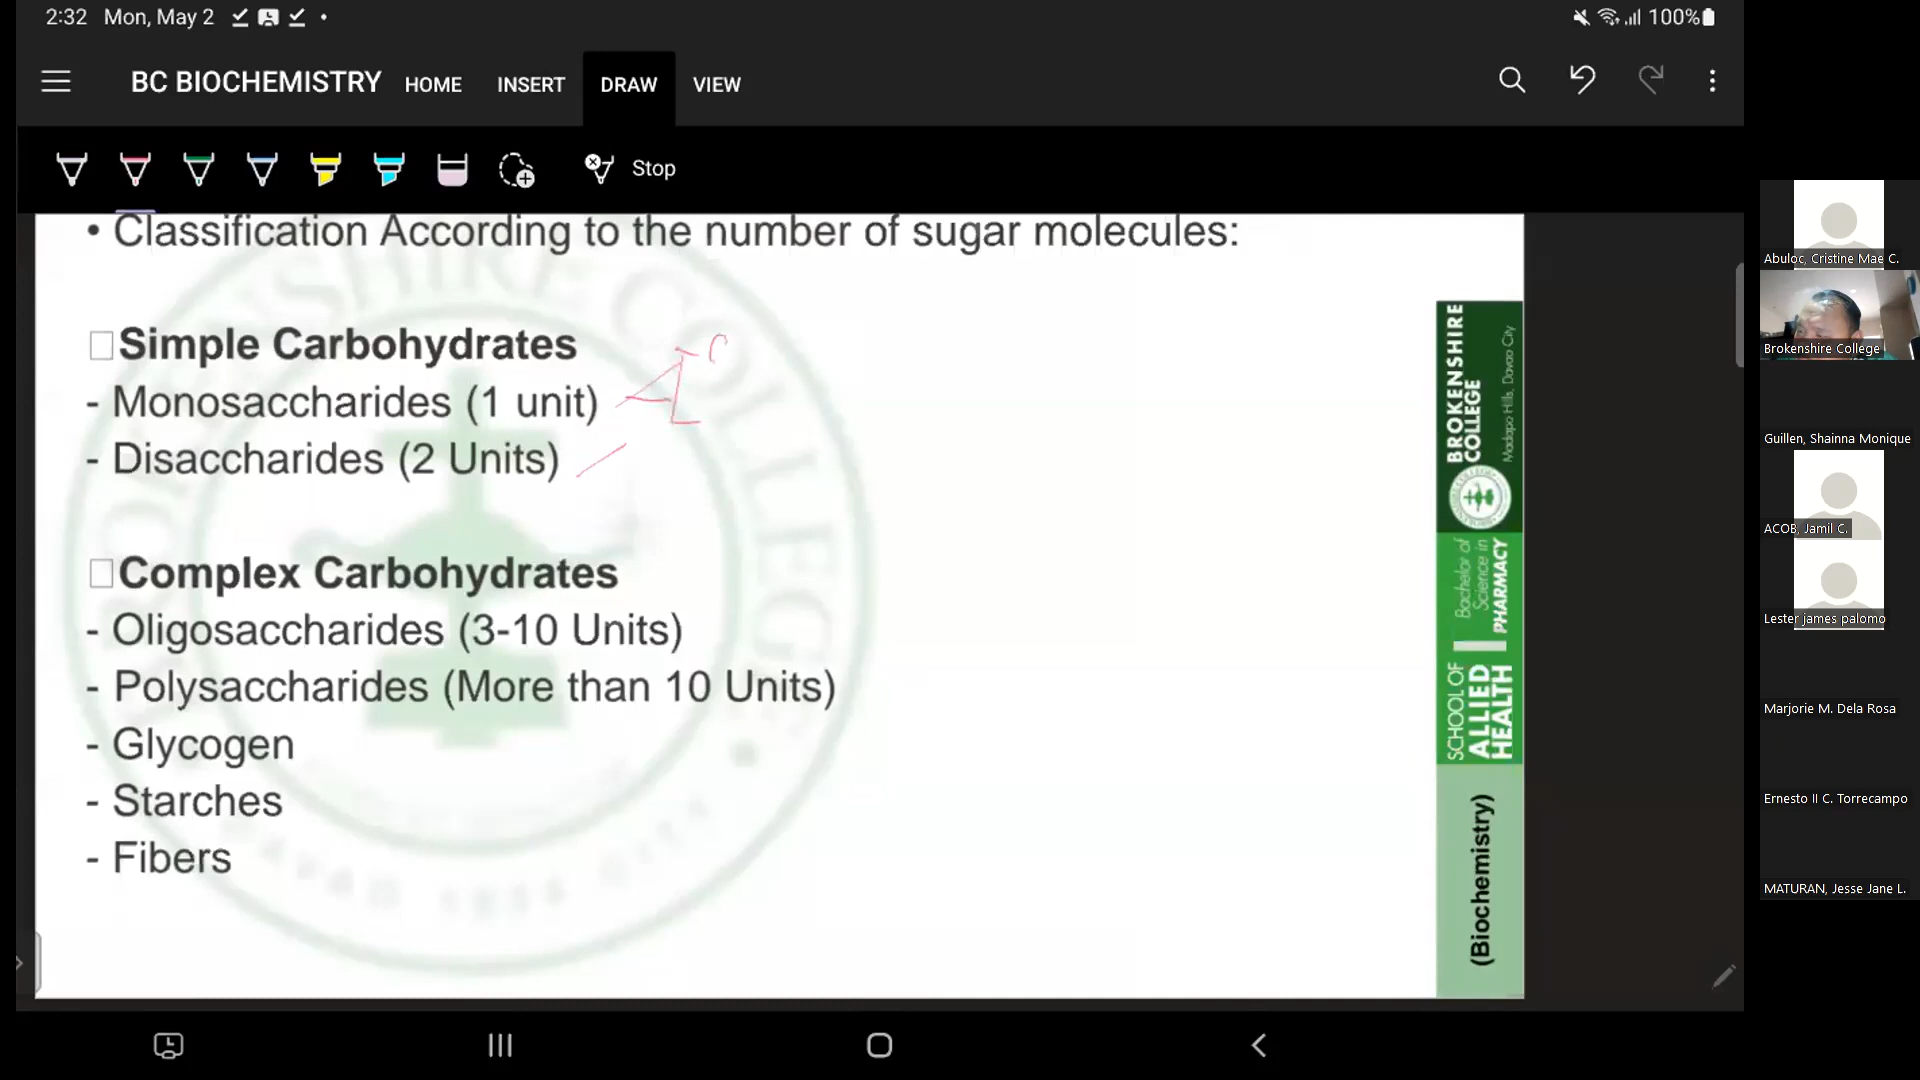 2:32 Mon, May 2
100%
BC BIOCHEMISTRY HOME INSERT DRAW VIEW
Stop
• Classification According to the number of sugar molecules:
Simple Carbohydrates
- Monosaccharides (1 unit)
- Disaccharides (2 Units)
Complex Carbohydrates
- Oligosaccharides (3-10 Units)
- Polysaccharides (More than 10 Units)
- Glycogen
- Starches
- Fibers
BROKENSHIRE COLLEGE
BROKENSHIRE
COLLEGE
Madapo Hills, Davao City
SCHOOL OF
ALLIED
HEALTH
Bachelor of
Science in
PHARMACY
(Biochemistry)
Abuloc, Cristine Mae C.
Brokenshire College
Guillen, Shainna Monique
ACOB, Jamil C.
Lester james palomo
Marjorie M. Dela Rosa
Ernesto II C. Torrecampo
MATURAN, Jesse Jane L.